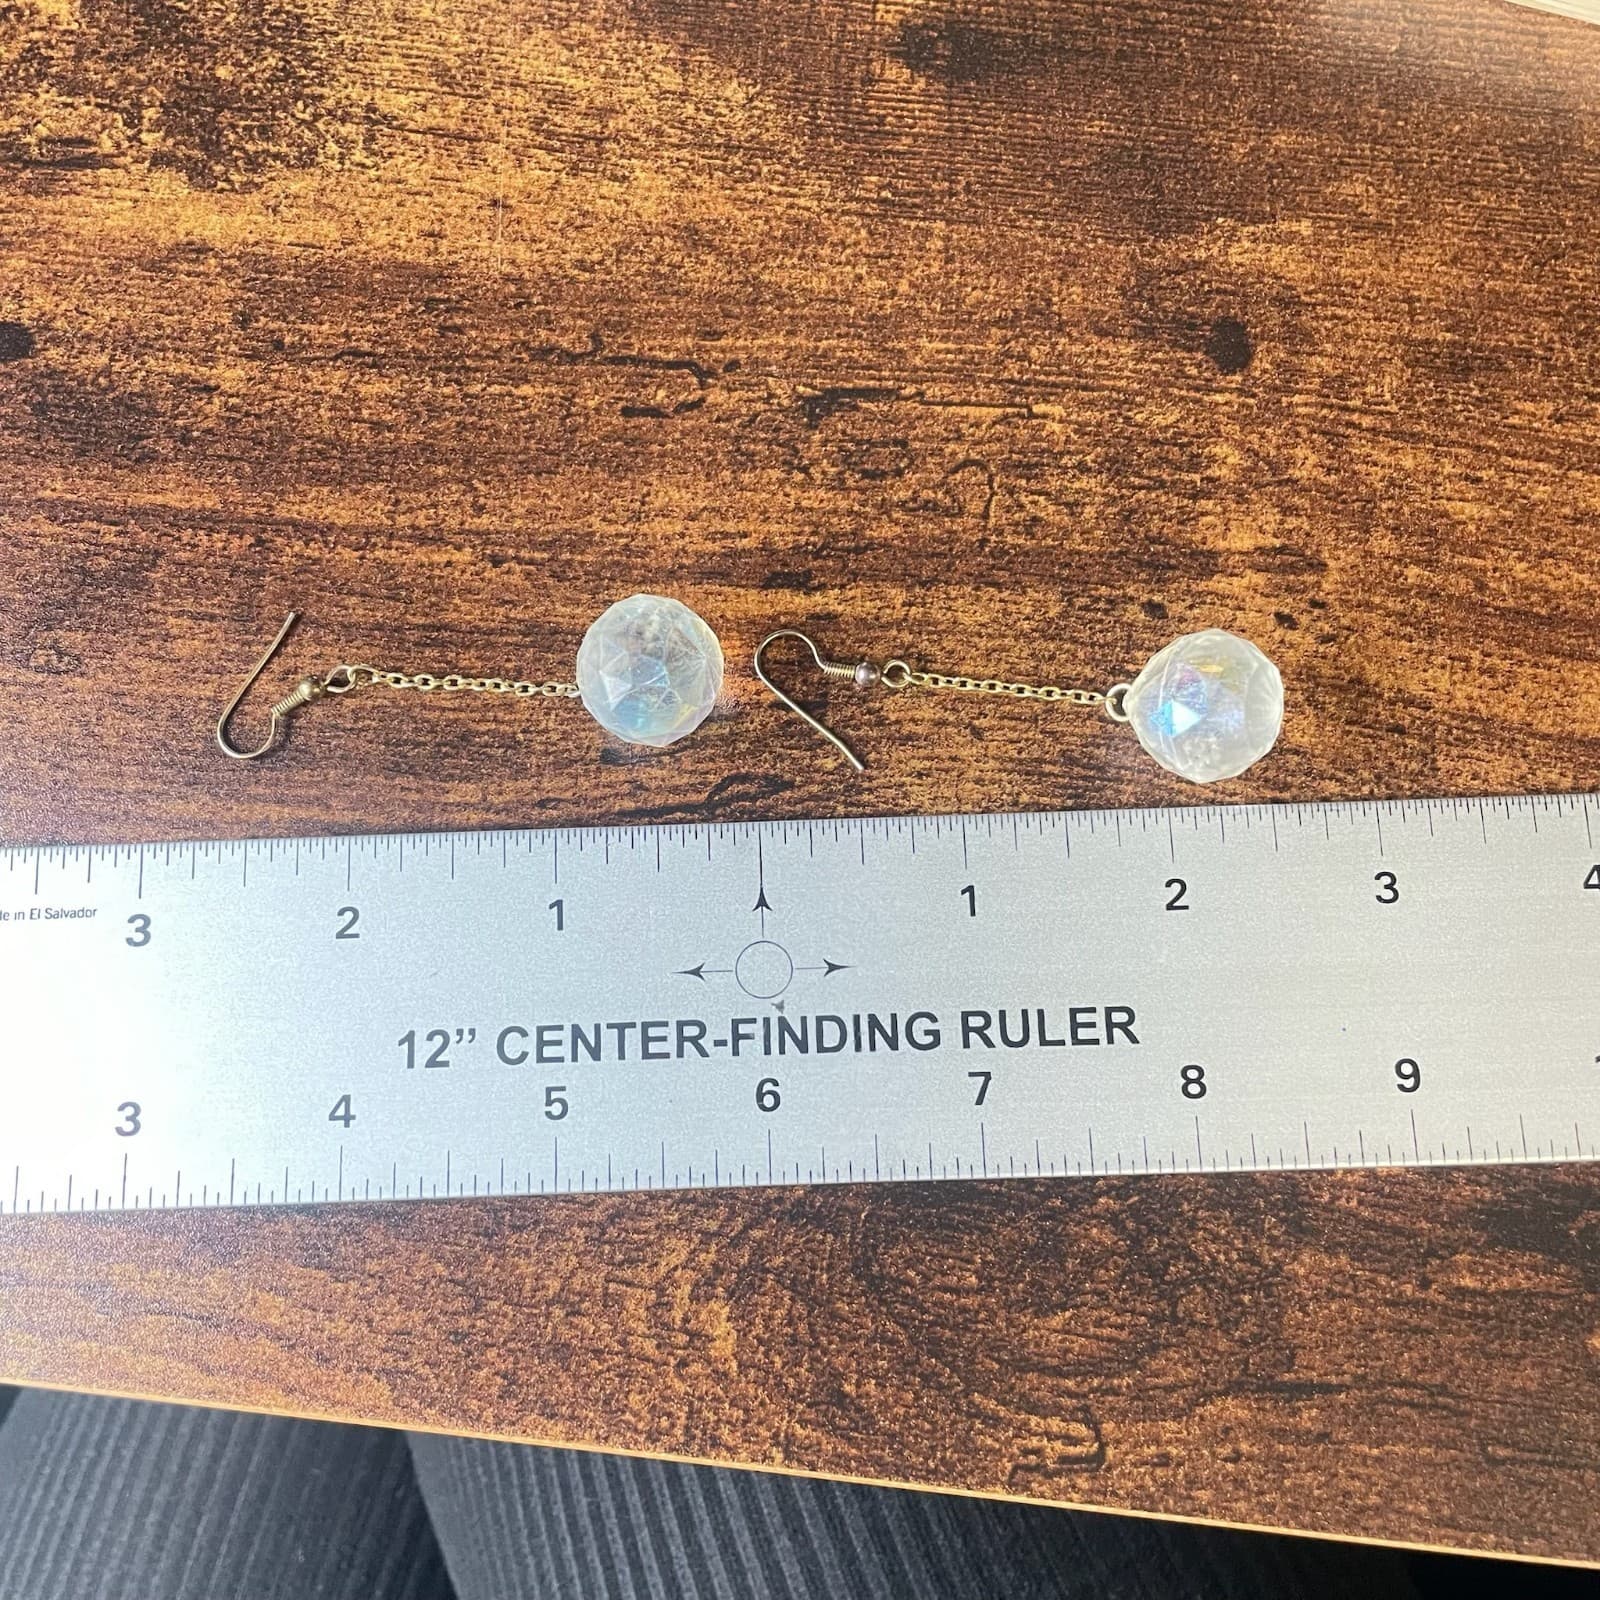 3 2 1 1 2 3 4
in El Salvador
12” CENTER-FINDING RULER
3 4 5 6 7 8 9